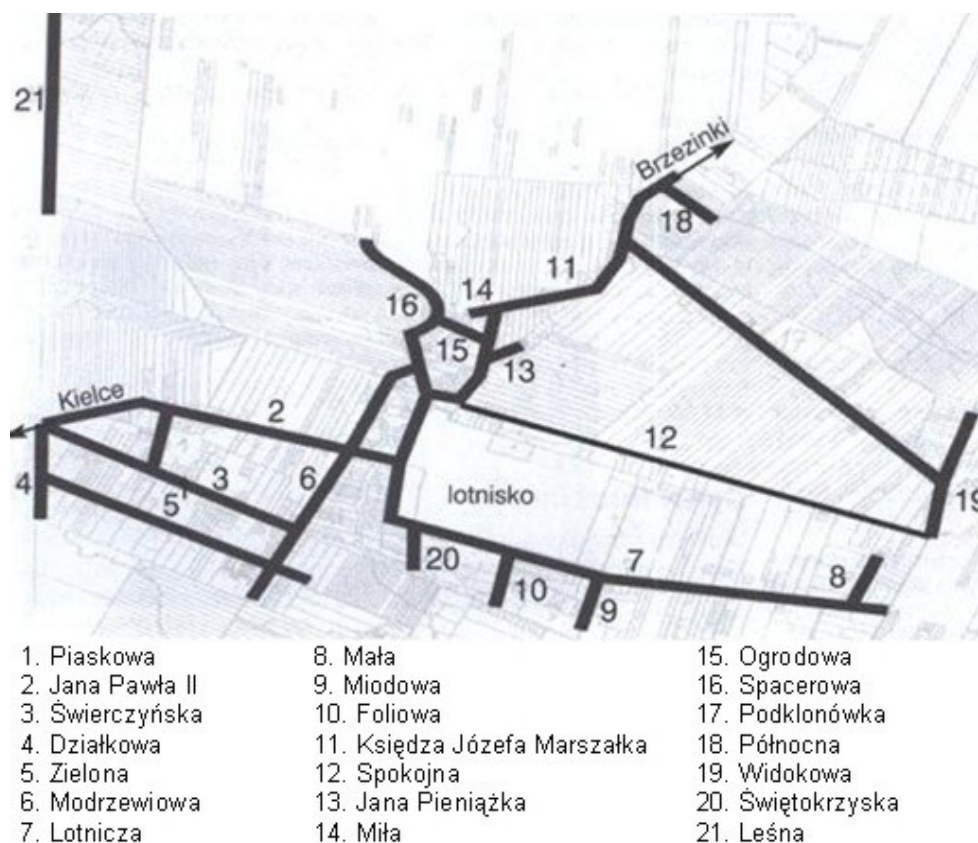 21
Brzezinki
18
11
14
16
15
13
17
Kielce
2
12
6
lotnisko
4
3
5
1
19
20
7
8
10
9
1. Piaskowa
2. Jana Pawła II
3. Świerczyńska
4. Działkowa
5. Zielona
6. Modrzewiowa
7. Lotnicza
8. Mała
9. Miodowa
10. Foliowa
11. Księdza Józefa Marszałka
12. Spokojna
13. Jana Pieniążka
14. Miła
15. Ogrodowa
16. Spacerowa
17. Podklonówka
18. Północna
19. Widokowa
20. Świętokrzyska
21. Leśna